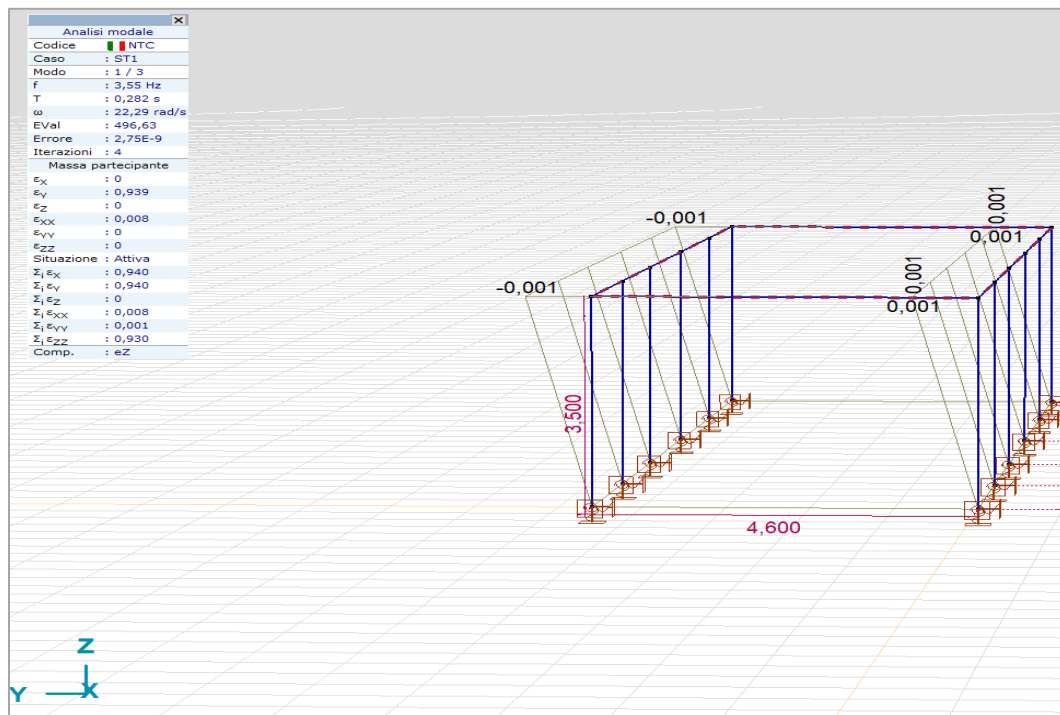 Analisi modale
Codice NTC
Caso : ST1
Modo : 1 / 3
f : 3,55 Hz
T : 0,282 s
ω : 22,29 rad/s
EVal : 496,63
Errore : 2,75E-9
Iterazioni : 4
Massa partecipante
εX : 0
εY : 0,939
εZ : 0
εXX : 0,008
εYY : 0
εZZ : 0
Situazione : Attiva
Σi εX : 0,940
Σi εY : 0,940
Σi εZ : 0
Σi εXX : 0,008
Σi εYY : 0,001
Σi εZZ : 0,930
Comp. : eZ
-0,001
0,001
0,001
-0,001
0,001
0,001
3,500
4,600
Z
Y
X